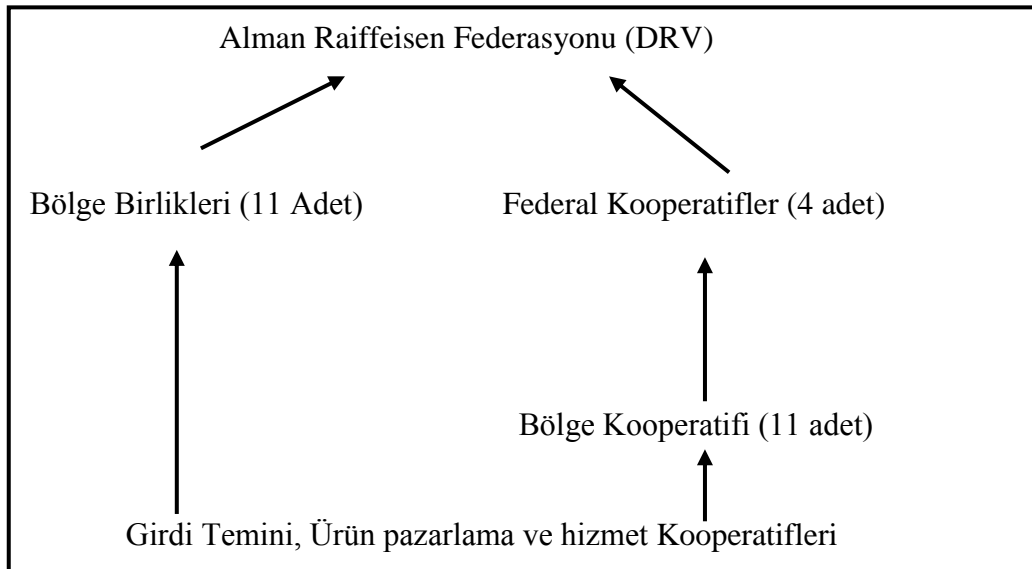 Alman Raiffeisen Federasyonu (DRV)
Bölge Birlikleri (11 Adet)
Federal Kooperatifler (4 adet)
Bölge Kooperatifi (11 adet)
Girdi Temini, Ürün pazarlama ve hizmet Kooperatifleri